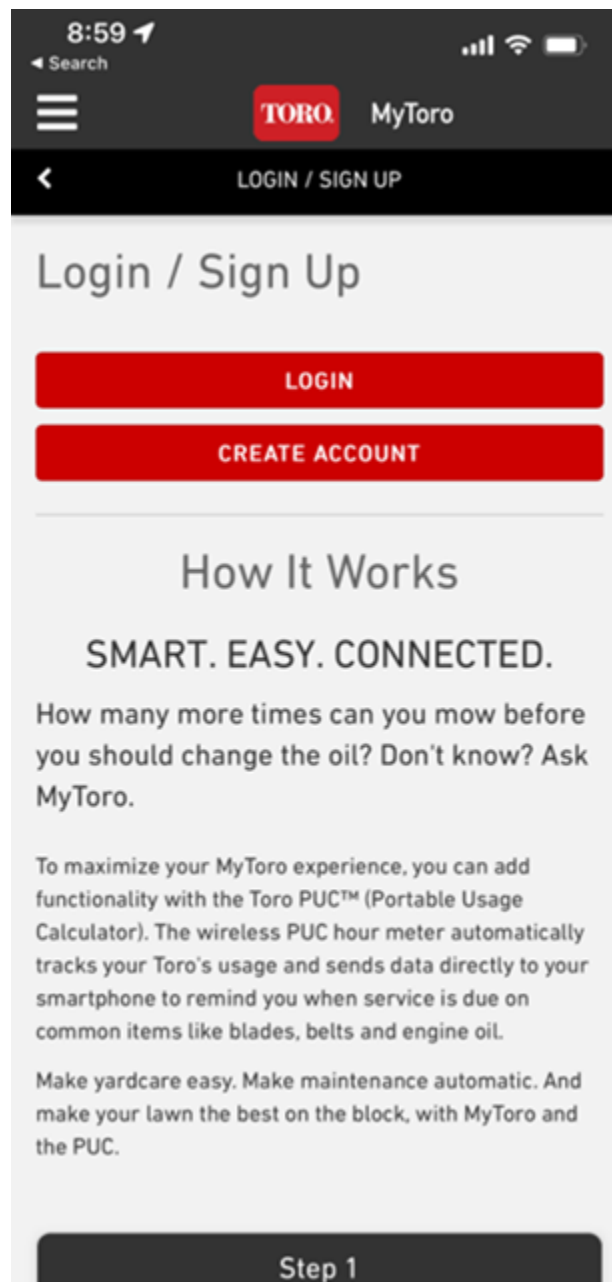 8:59
◄ Search
TORO. MyToro
LOGIN / SIGN UP
Login / Sign Up
LOGIN
CREATE ACCOUNT
How It Works
SMART. EASY. CONNECTED.
How many more times can you mow before
you should change the oil? Don't know? Ask
MyToro.
To maximize your MyToro experience, you can add
functionality with the Toro PUC™ (Portable Usage
Calculator). The wireless PUC hour meter automatically
tracks your Toro's usage and sends data directly to your
smartphone to remind you when service is due on
common items like blades, belts and engine oil.
Make yardcare easy. Make maintenance automatic. And
make your lawn the best on the block, with MyToro and
the PUC.
Step 1